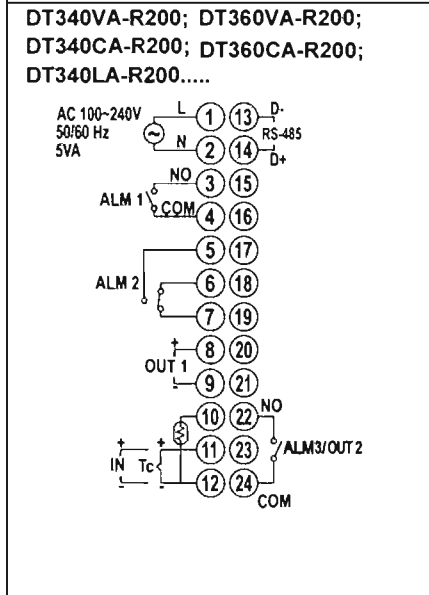 DT340VA-R200; DT360VA-R200;
DT340CA-R200; DT360CA-R200;
DT340LA-R200.....
AC 100~240V
50/60 Hz
5VA
L
N
1 13 D-
RS-485
2 14 D+
ALM 1
NO 3 15
COM 4 16
5 17
ALM 2
6 18
7 19
+ 8 20
OUT 1
- 9 21
10 22 NO
+ + 11 23 ALM3/OUT 2
IN Tc
- - 12 24
COM